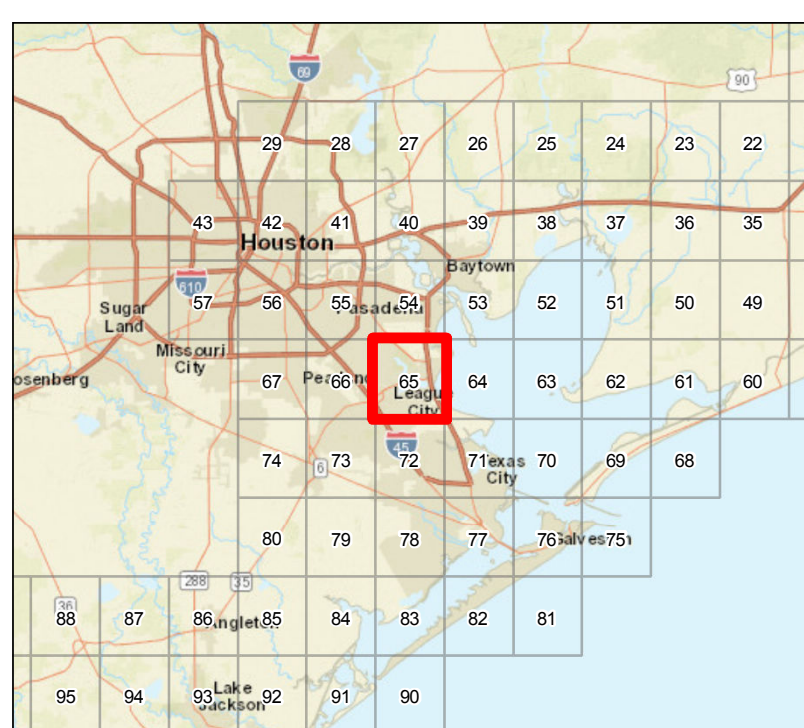 69
90
29 28 27 26 25 24 23 22
43 42 41 40 39 38 37 36 35
Houston
Baytown
610
57 56 55 54 53 52 51 50 49
Pasadena
Sugar
Land
Missouri
City
osenberg
67 66 65 64 63 62 61 60
League
City
45
74 6 73 72 71 70 69 68
Texas
City
80 79 78 77 76 75
288 35
36
88 87 86 85 84 83 82 81
95 94 93 92 91 90
Lake
Jackson